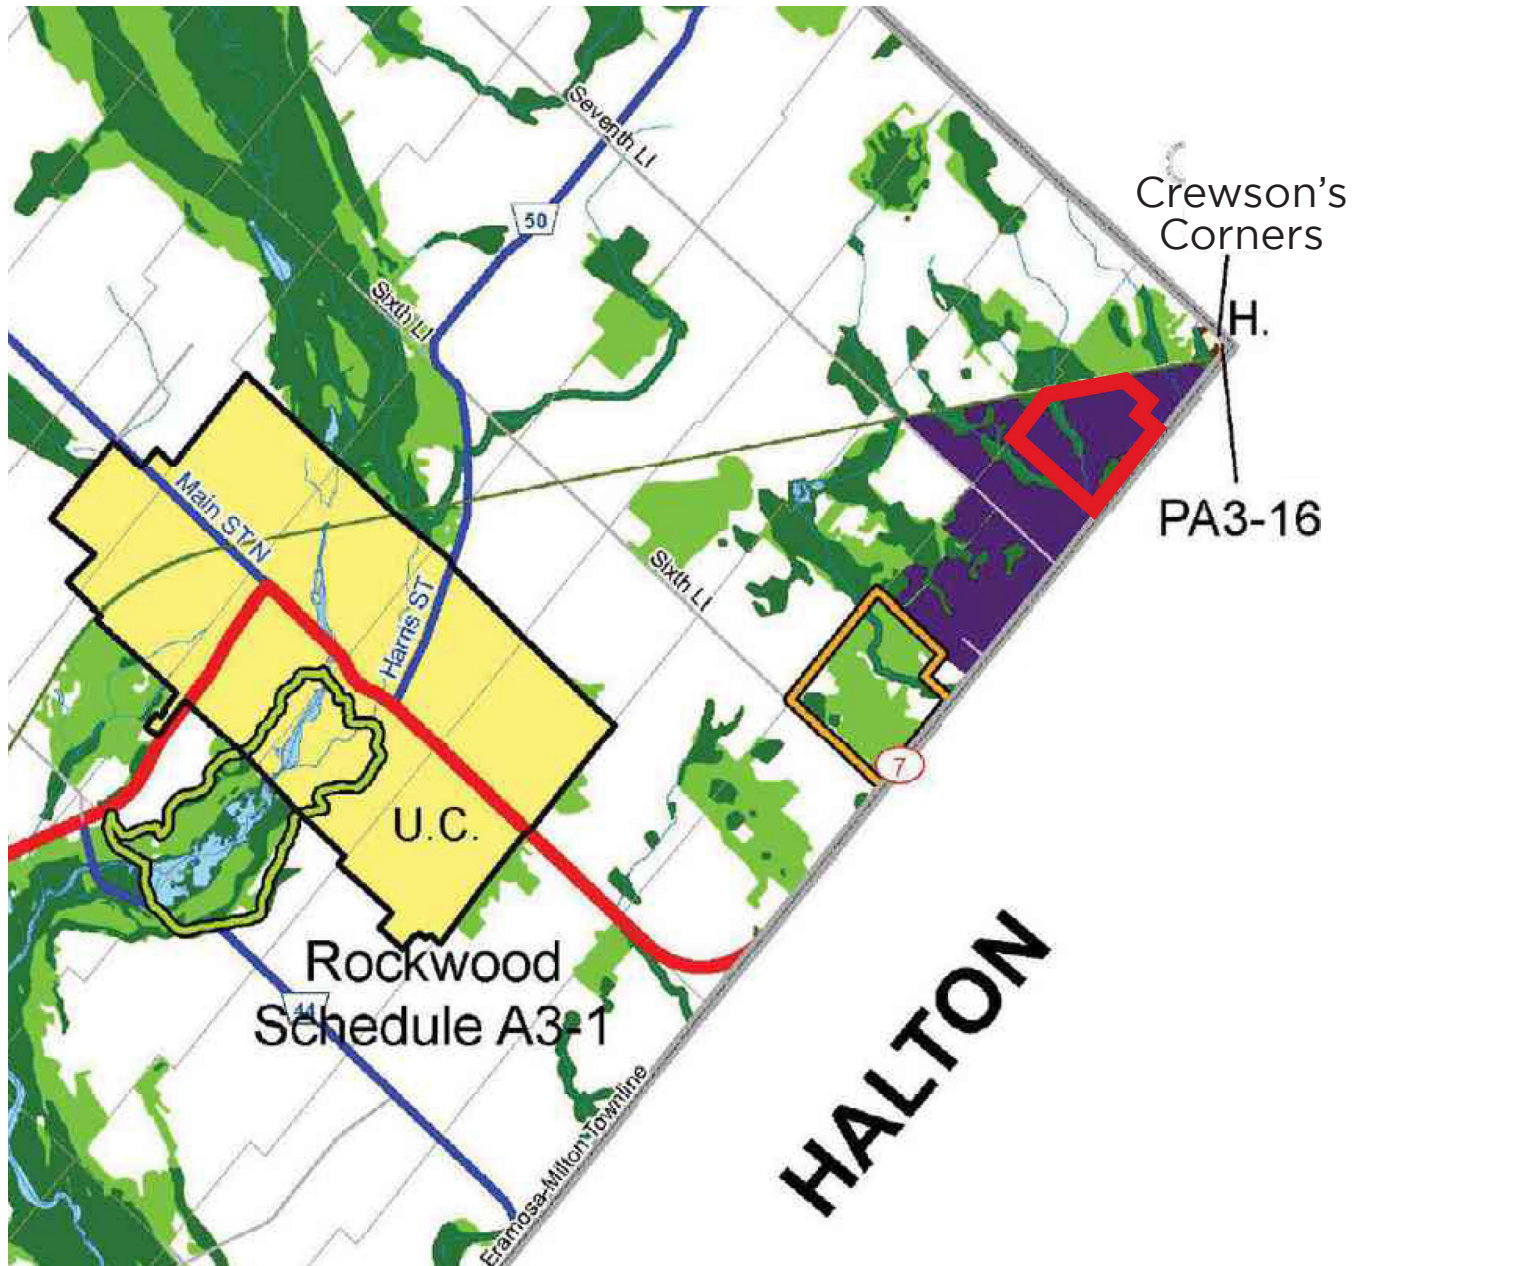 Seventh LI
50
Crewson's
Corners
H.
Sixth LI
Main ST N
PA3-16
Harris ST
Sixth LI
7
U.C.
Rockwood
44
Schedule A3-1
HALTON
Eramosa-Milton Townline